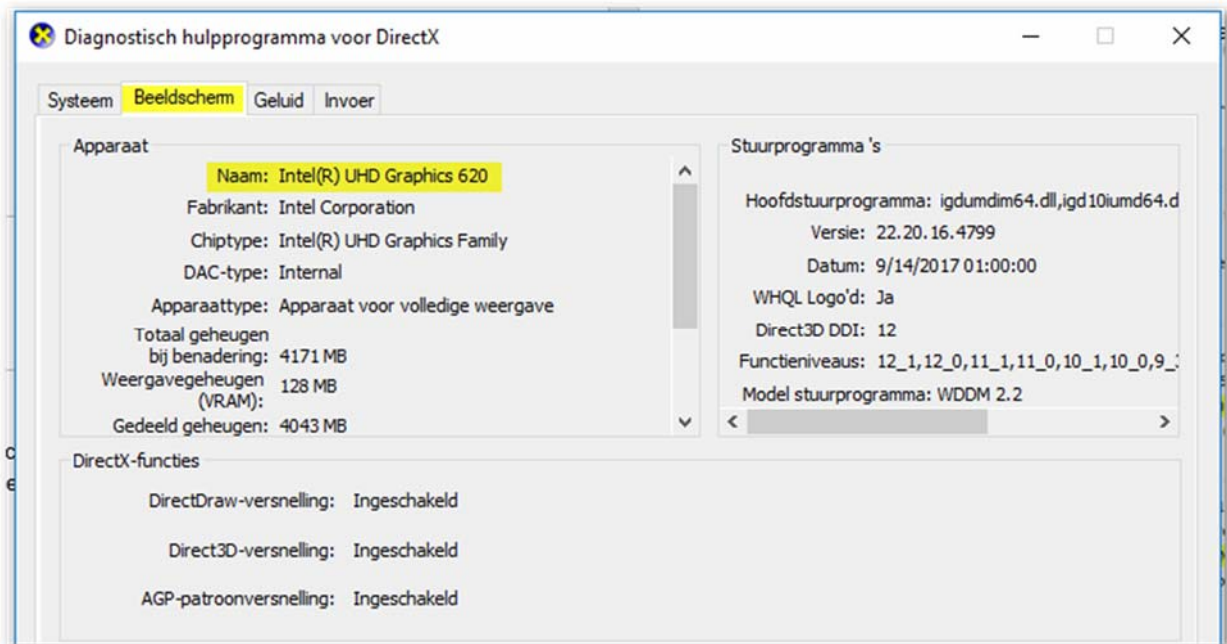 Diagnostisch hulpprogramma voor DirectX
Systeem Beeldscherm Geluid Invoer
Apparaat
Naam: Intel(R) UHD Graphics 620
Fabrikant: Intel Corporation
Chiptype: Intel(R) UHD Graphics Family
DAC-type: Internal
Apparaattype: Apparaat voor volledige weergave
Totaal geheugen
bij benadering: 4171 MB
Weergavegeheugen
(VRAM): 128 MB
Gedeeld geheugen: 4043 MB
Stuurprogramma 's
Hoofdstuurprogramma: igdumdim64.dll,igd10iumd64.d
Versie: 22.20.16.4799
Datum: 9/14/2017 01:00:00
WHQL Logo'd: Ja
Direct3D DDI: 12
Functieniveaus: 12_1,12_0,11_1,11_0,10_1,10_0,9_
Model stuurprogramma: WDDM 2.2
DirectX-functies
DirectDraw-versnelling: Ingeschakeld
Direct3D-versnelling: Ingeschakeld
AGP-patroonversnelling: Ingeschakeld